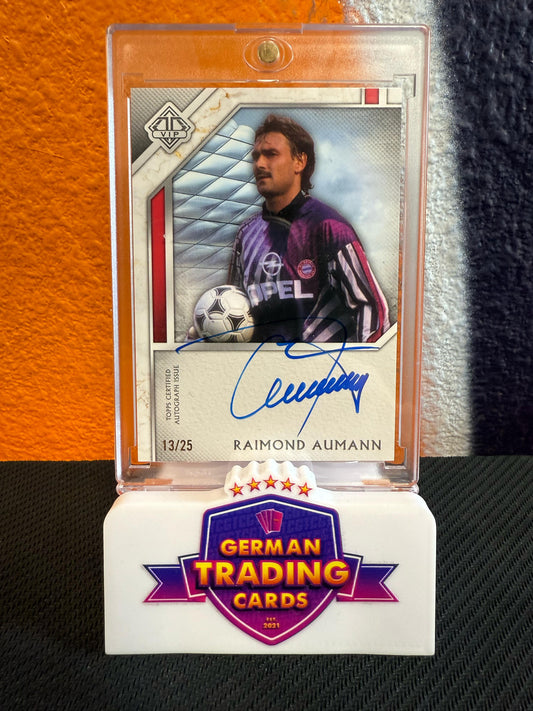 VIP
OPEL
TOPPS CERTIFIED
AUTOGRAPH ISSUE
13/25
RAIMOND AUMANN
GERMAN
TRADING
CARDS
EST.
2021